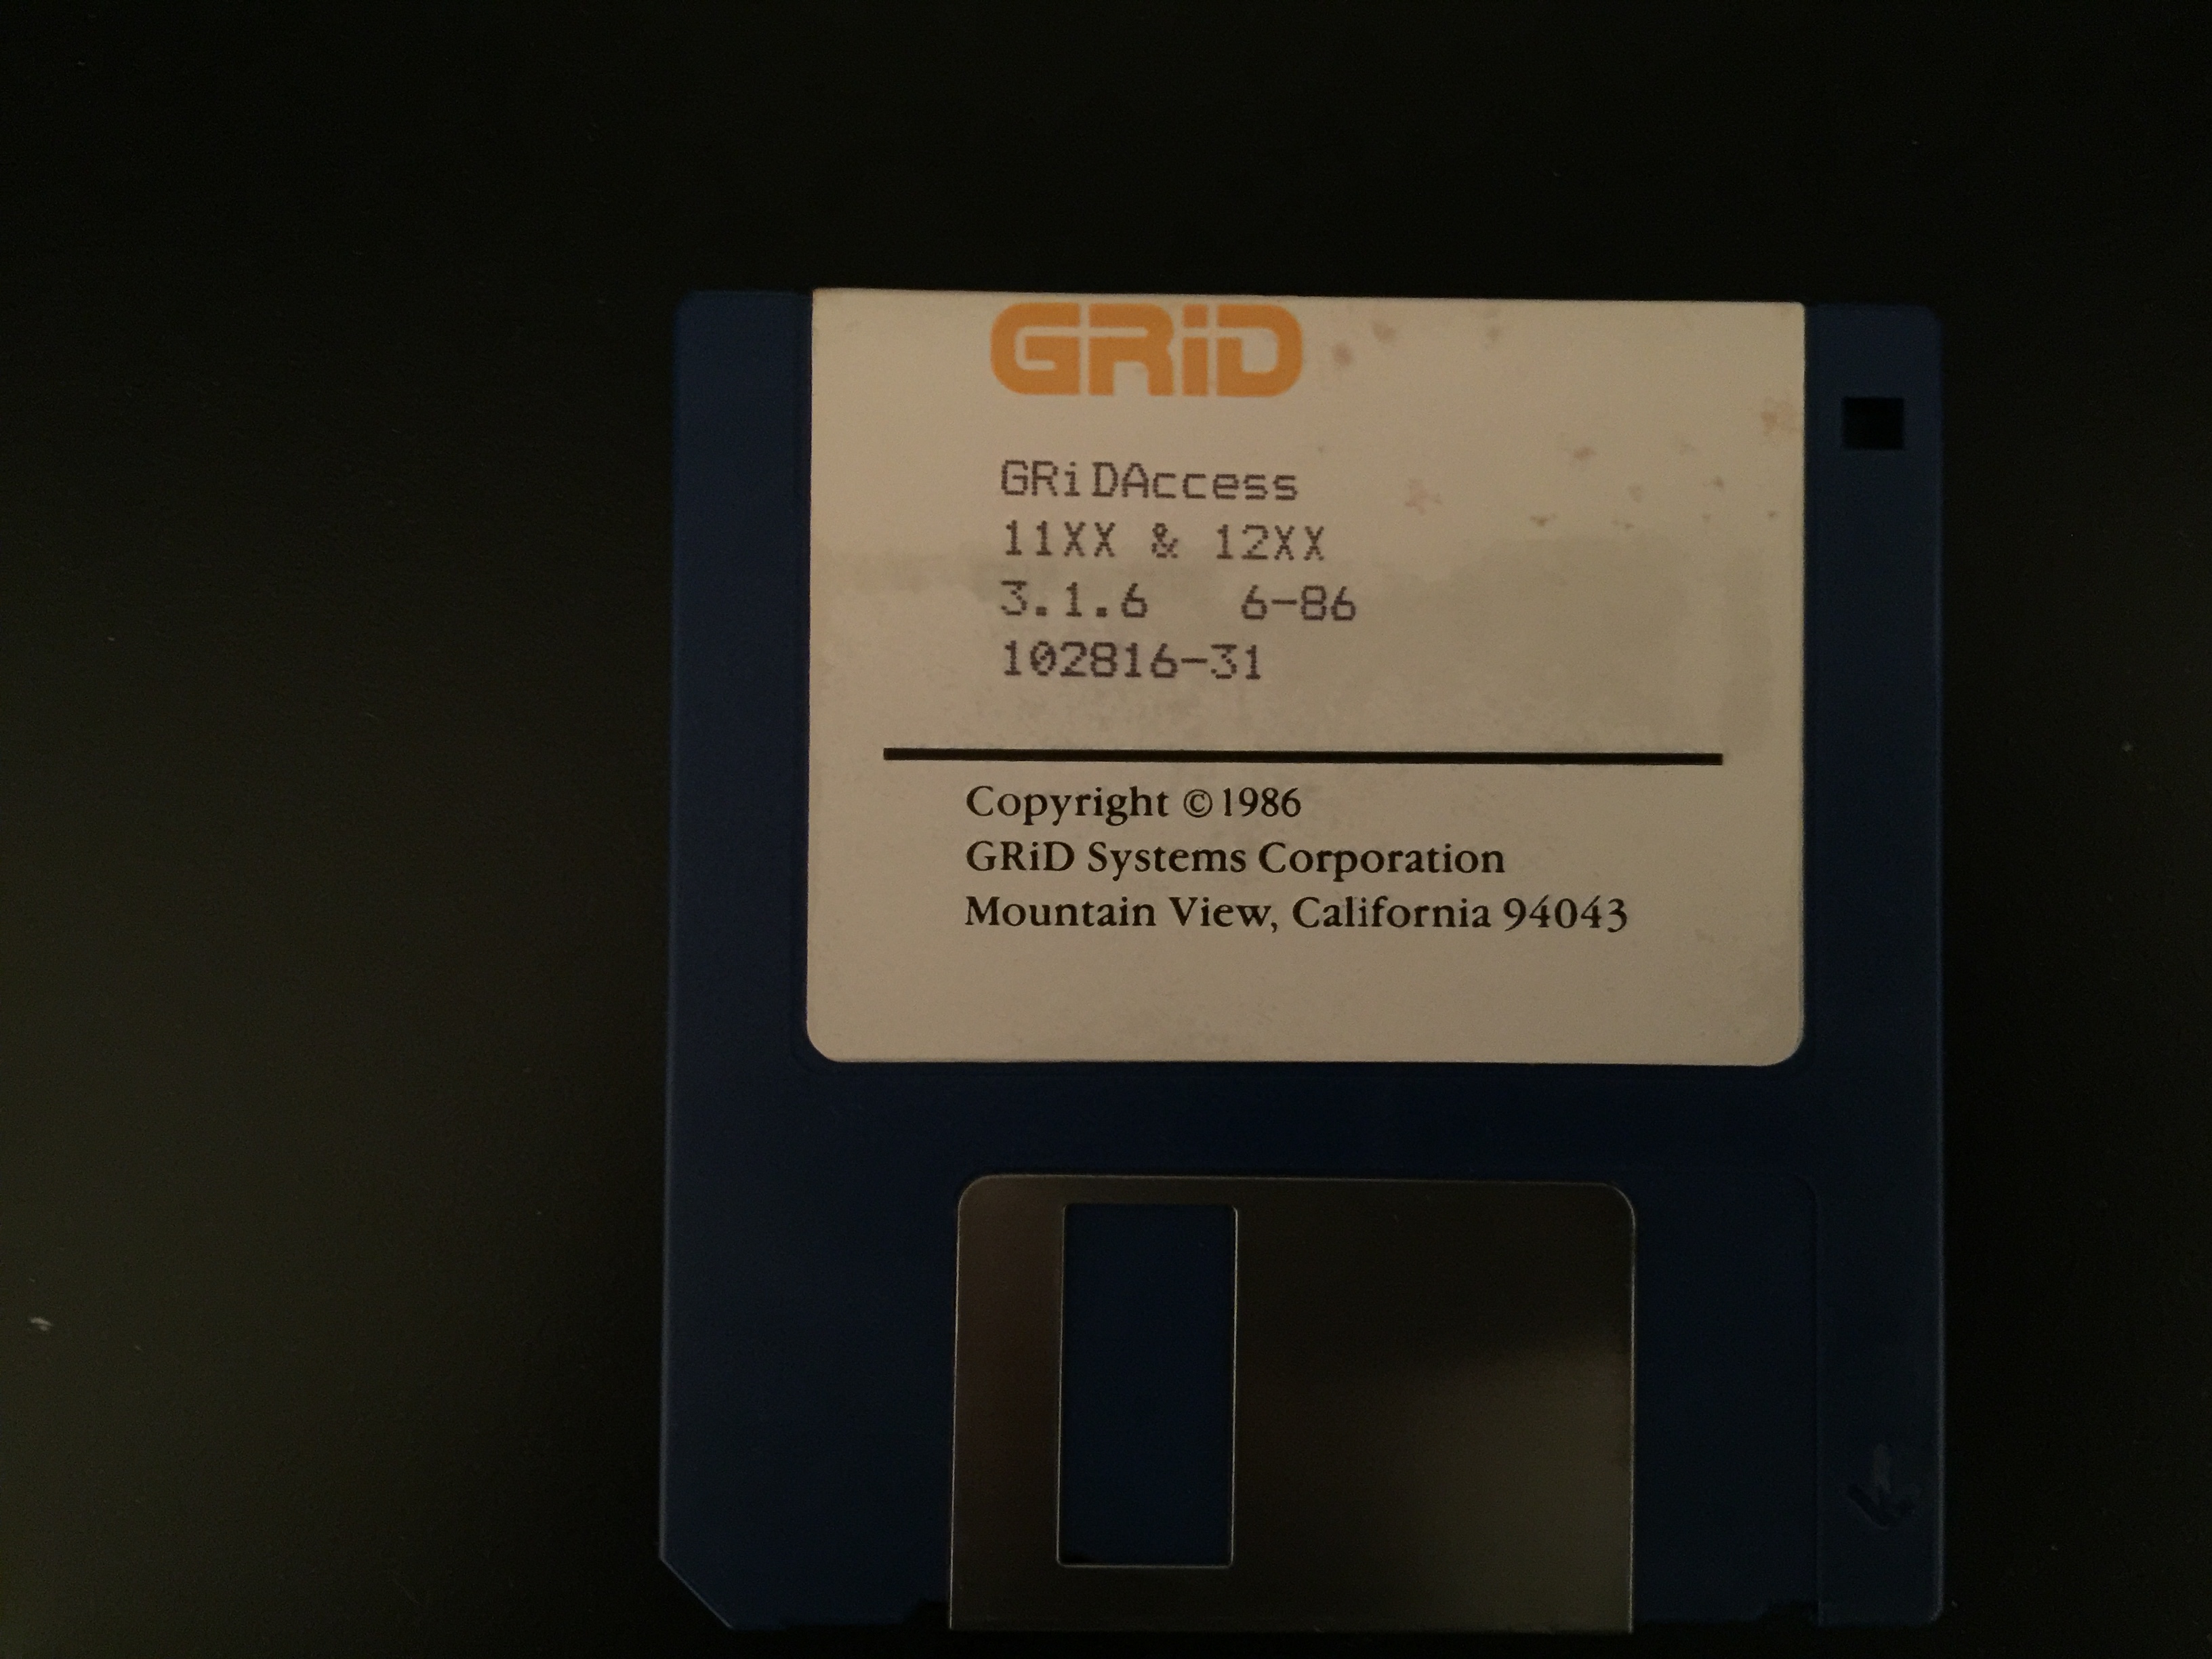 GRiD
GRiDAccess
11XX & 12XX
3.1.6 6-86
102816-31
Copyright ©1986
GRiD Systems Corporation
Mountain View, California 94043